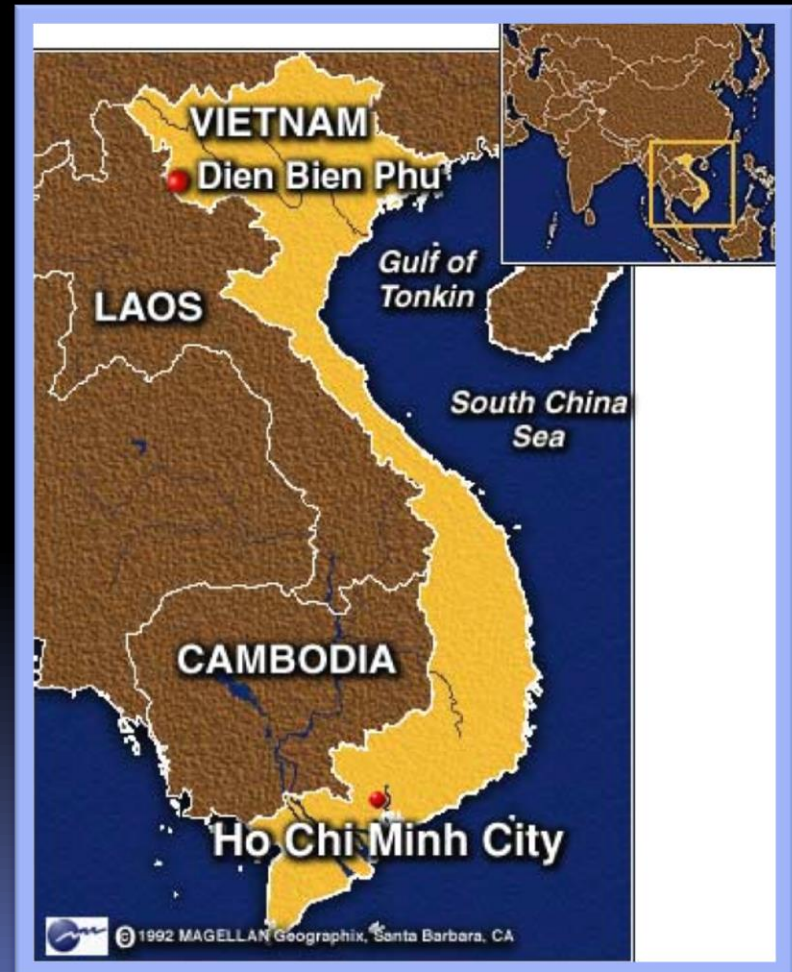 VIETNAM
Dien Bien Phu
Gulf of
Tonkin
LAOS
South China
Sea
CAMBODIA
Ho Chi Minh City
© 1992 MAGELLAN Geographix, Santa Barbara, CA